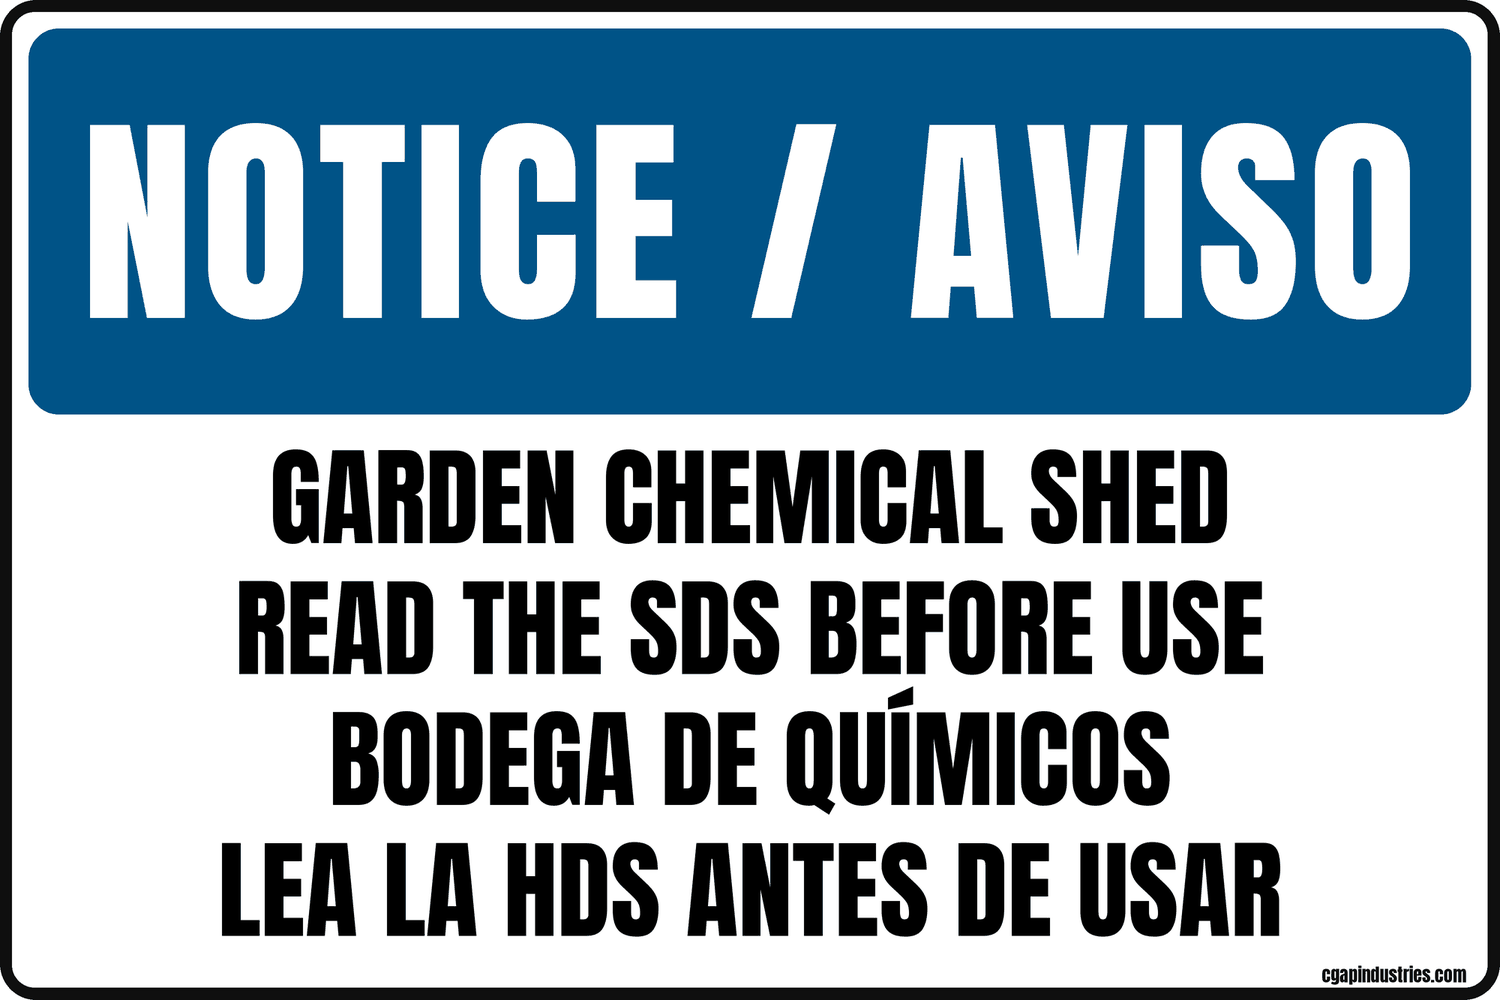 NOTICE / AVISO
GARDEN CHEMICAL SHED
READ THE SDS BEFORE USE
BODEGA DE QUÍMICOS
LEA LA HDS ANTES DE USAR
cgapindustries.com